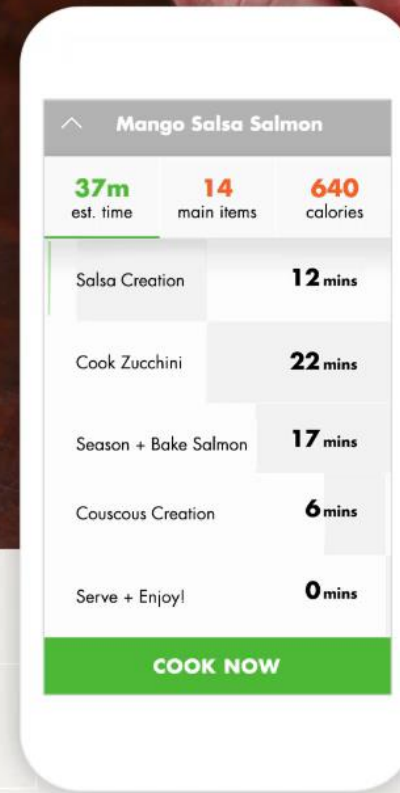 Mango Salsa Salmon
37m 14 640
est. time main items calories
Salsa Creation 12 mins
Cook Zucchini 22 mins
Season + Bake Salmon 17 mins
Couscous Creation 6 mins
Serve + Enjoy! 0 mins
COOK NOW